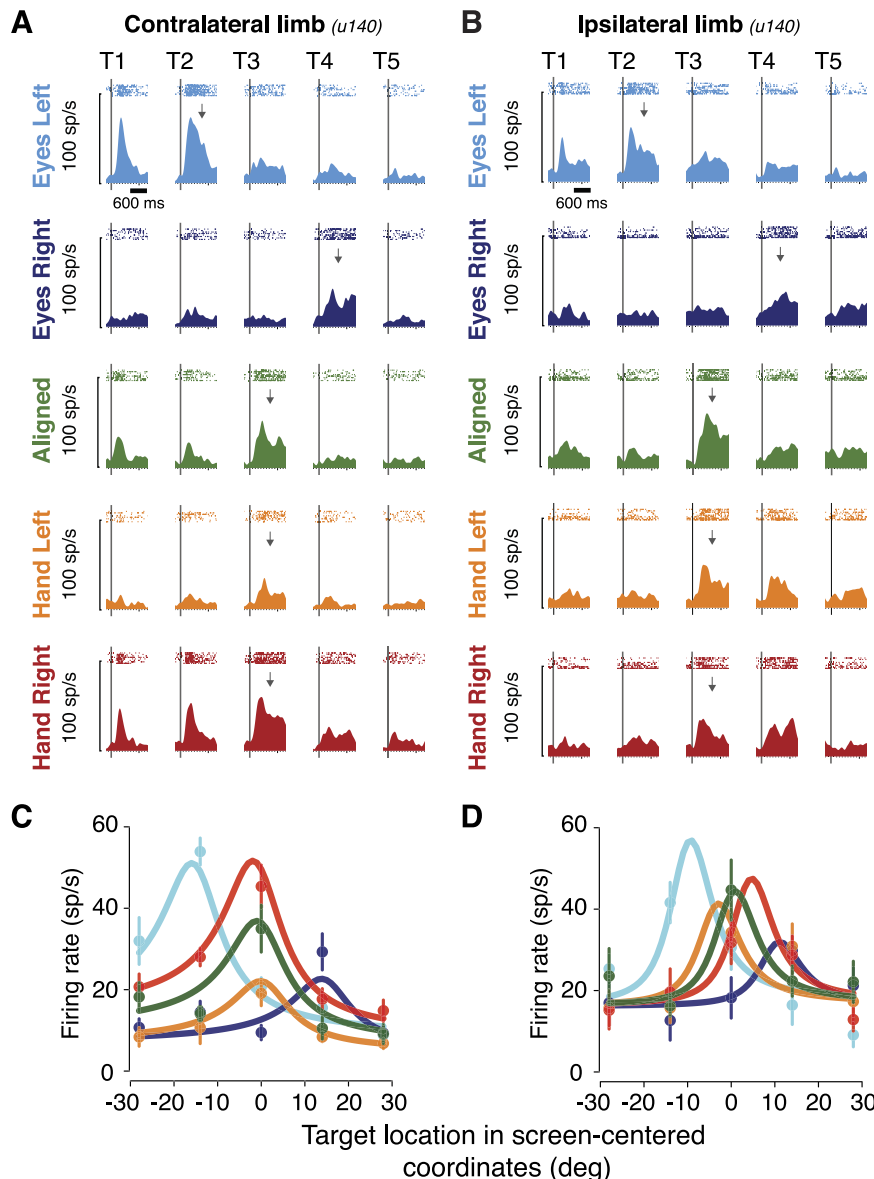 A Contralateral limb (u140)
T1 T2 T3 T4 T5
Eyes Left
100 sp/s
600 ms
Eyes Right
100 sp/s
Aligned
100 sp/s
Hand Left
100 sp/s
Hand Right
100 sp/s
B Ipsilateral limb (u140)
T1 T2 T3 T4 T5
Eyes Left
100 sp/s
600 ms
Eyes Right
100 sp/s
Aligned
100 sp/s
Hand Left
100 sp/s
Hand Right
100 sp/s
C
Firing rate (sp/s)
60
40
20
0
-30 -20 -10 0 10 20 30
D
Firing rate (sp/s)
60
40
20
0
-30 -20 -10 0 10 20 30
Target location in screen-centered
coordinates (deg)